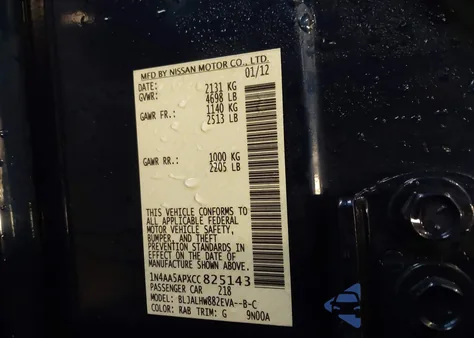 MFD BY NISSAN MOTOR CO., LTD.
DATE: 01/12
GVWR: 2131 KG
4698 LB
GAWR FR.: 1140 KG
2513 LB
GAWR RR.: 1000 KG
2205 LB
THIS VEHICLE CONFORMS TO
ALL APPLICABLE FEDERAL
MOTOR VEHICLE SAFETY,
BUMPER, AND THEFT
PREVENTION STANDARDS IN
EFFECT ON THE DATE OF
MANUFACTURE SHOWN ABOVE.
1N4AA5APXCC825143
PASSENGER CAR 218
MODEL: BLJALHW882EVA--B-C
COLOR: RAB TRIM: G 9N00A